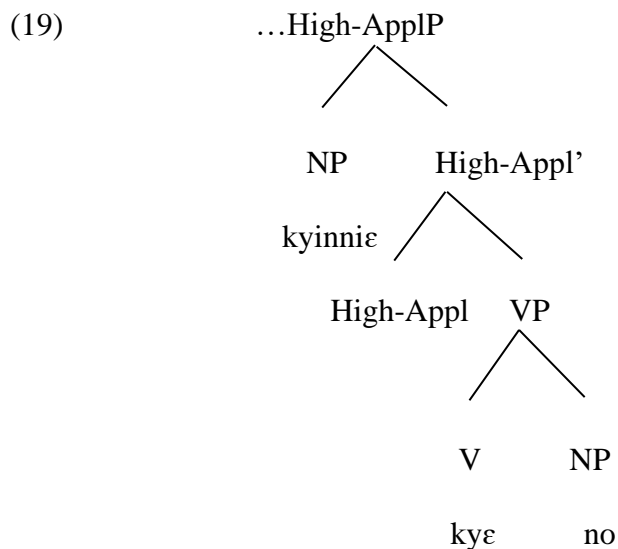 (19) …High-ApplP
NP High-Appl’
kyinniɛ
High-Appl VP
V NP
kyɛ no